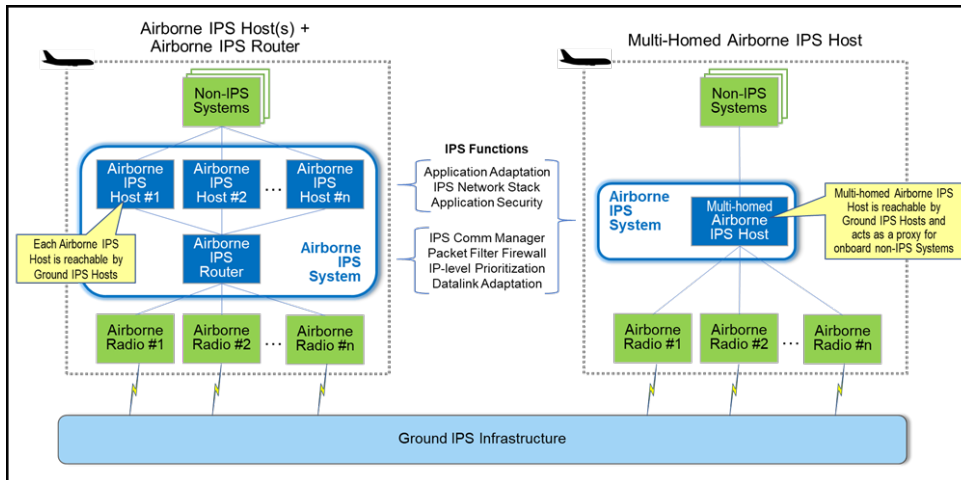 Airborne IPS Host(s) +
Airborne IPS Router
Non-IPS
Systems
Airborne
IPS
Host #1
Airborne
IPS
Host #2
...
Airborne
IPS
Host #n
Each Airborne IPS
Host is reachable by
Ground IPS Hosts
Airborne
IPS
Router
Airborne
IPS
System
Airborne
Radio #1
Airborne
Radio #2
...
Airborne
Radio #n
IPS Functions
Application Adaptation
IPS Network Stack
Application Security
IPS Comm Manager
Packet Filter Firewall
IP-level Prioritization
Datalink Adaptation
Multi-Homed Airborne IPS Host
Non-IPS
Systems
Airborne
IPS
System
Multi-homed
Airborne
IPS Host
Multi-homed Airborne IPS
Host is reachable by
Ground IPS Hosts and
acts as a proxy for
onboard non-IPS Systems
Airborne
Radio #1
Airborne
Radio #2
...
Airborne
Radio #n
Ground IPS Infrastructure